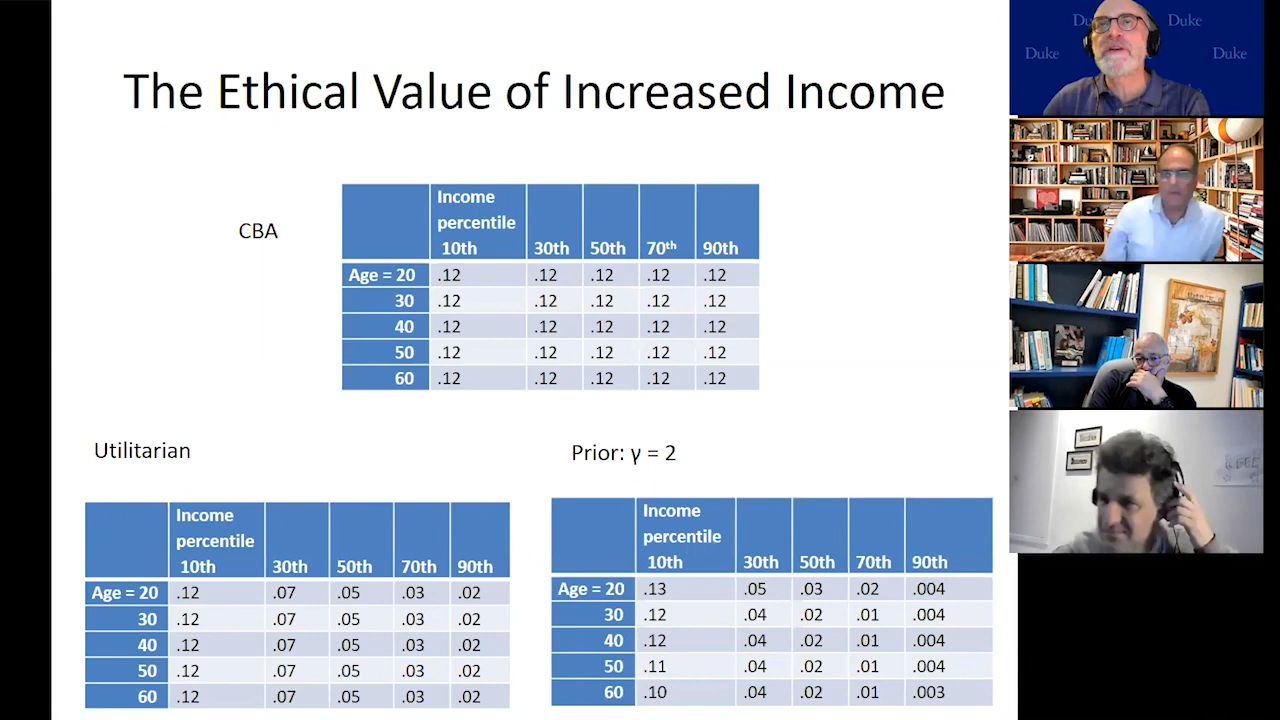 The Ethical Value of Increased Income
CBA
Income
percentile
10th 30th 50th 70th 90th
Age = 20 .12 .12 .12 .12 .12
30 .12 .12 .12 .12 .12
40 .12 .12 .12 .12 .12
50 .12 .12 .12 .12 .12
60 .12 .12 .12 .12 .12
Utilitarian
Income
percentile
10th 30th 50th 70th 90th
Age = 20 .12 .07 .05 .03 .02
30 .12 .07 .05 .03 .02
40 .12 .07 .05 .03 .02
50 .12 .07 .05 .03 .02
60 .12 .07 .05 .03 .02
Prior: γ = 2
Income
percentile
10th 30th 50th 70th 90th
Age = 20 .13 .05 .03 .02 .004
30 .12 .04 .02 .01 .004
40 .12 .04 .02 .01 .004
50 .11 .04 .02 .01 .004
60 .10 .04 .02 .01 .003
Duke
Duke Duke